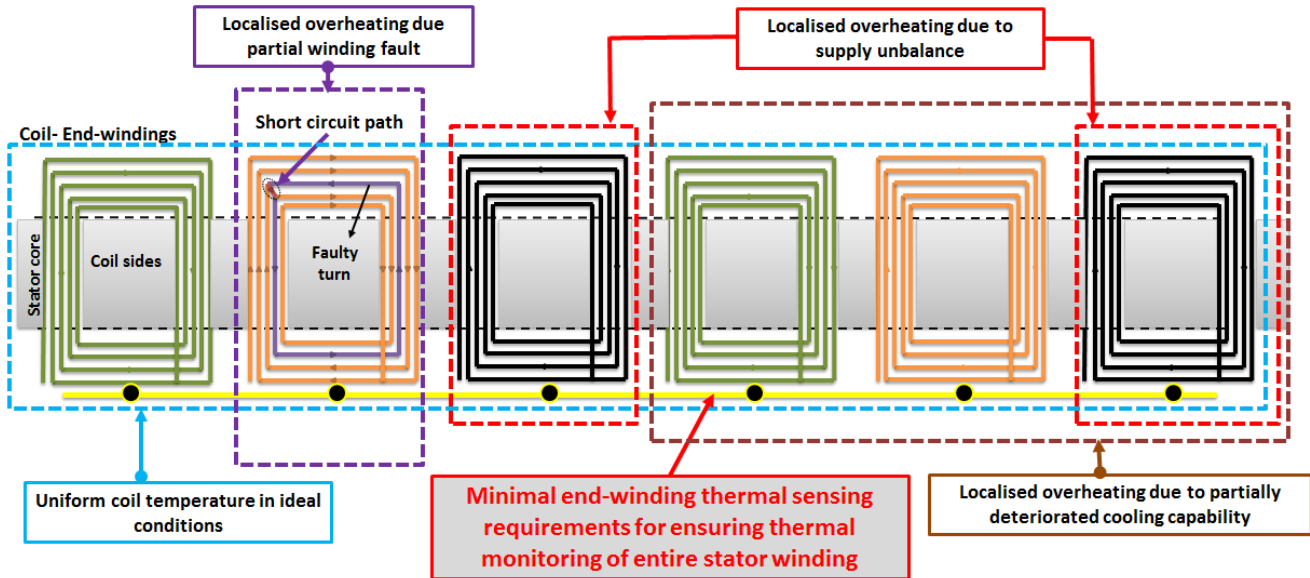 Localised overheating due
partial winding fault
Localised overheating due to
supply unbalance
Coil- End-windings
Short circuit path
Stator core
Coil sides
Faulty
turn
Uniform coil temperature in ideal
conditions
Minimal end-winding thermal sensing
requirements for ensuring thermal
monitoring of entire stator winding
Localised overheating due to partially
deteriorated cooling capability